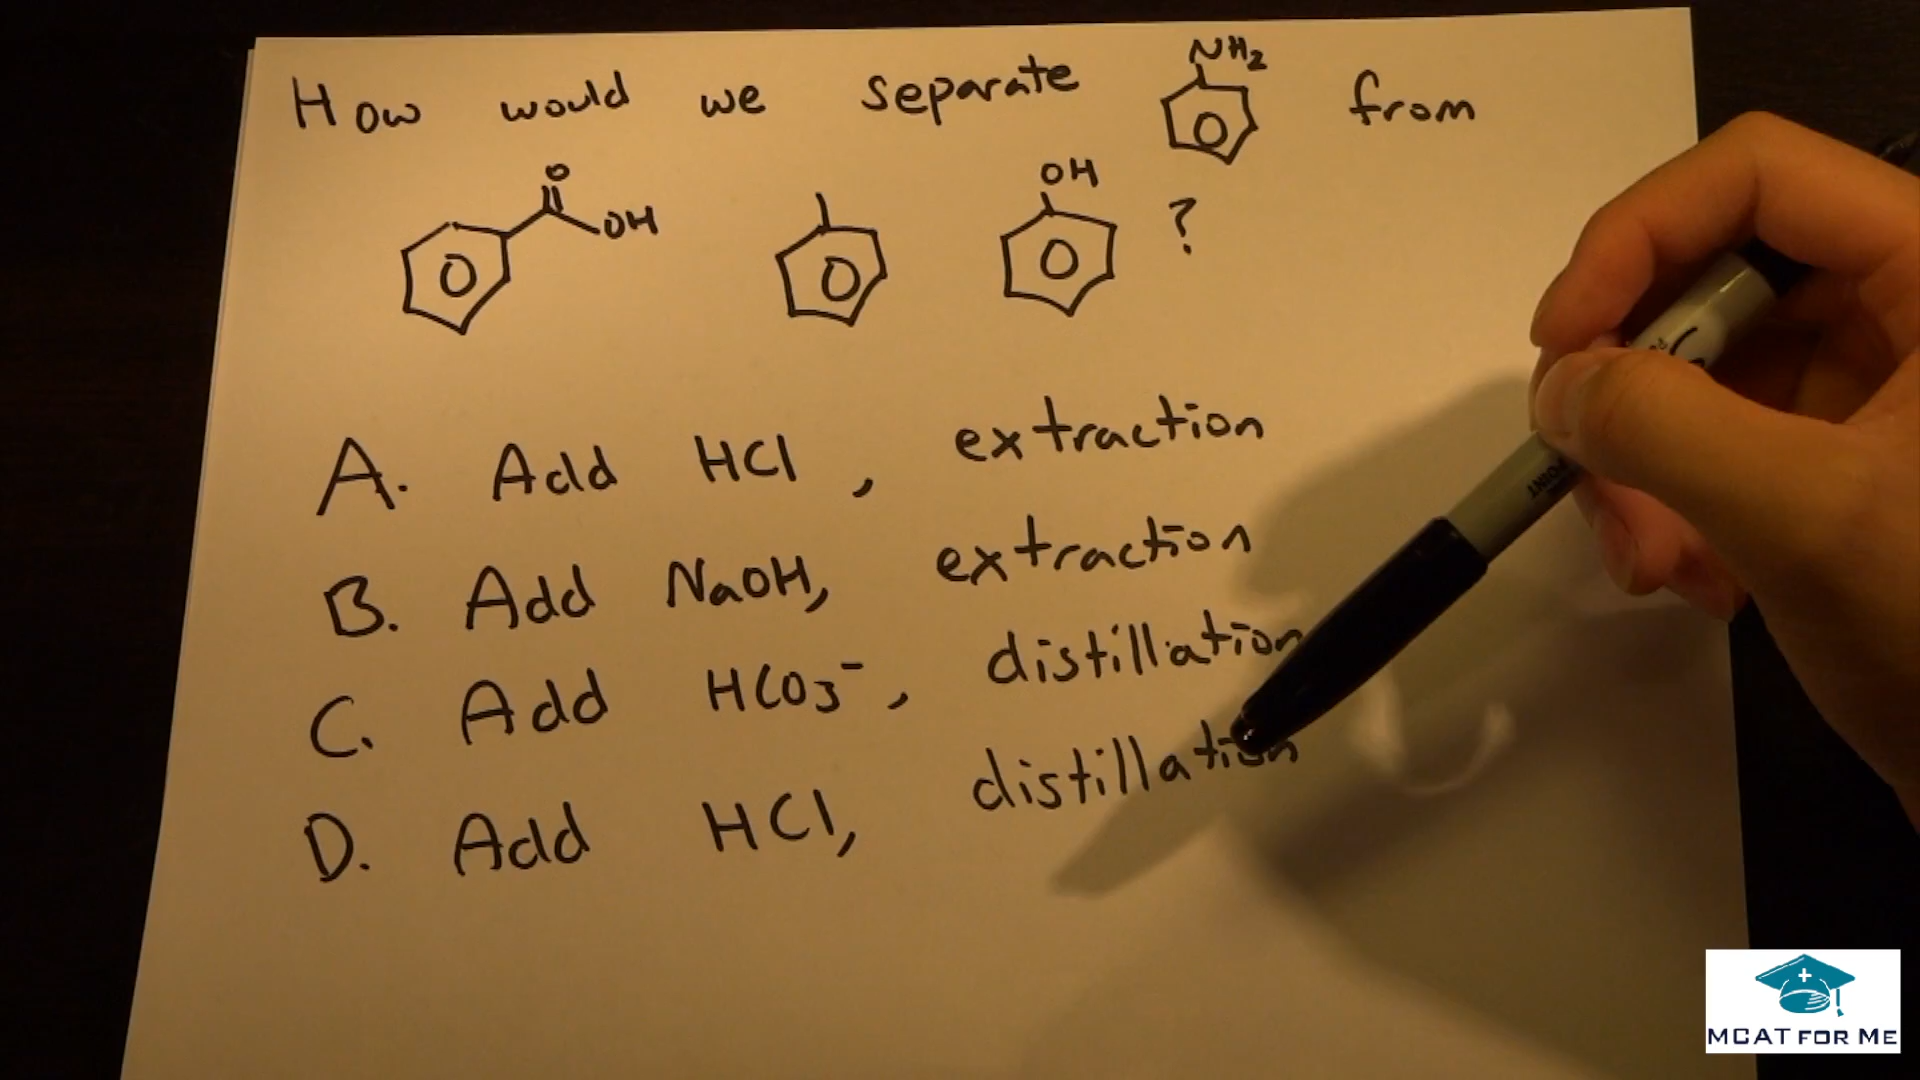 How would we separate NH2 from
O
OH
OH
?
A. Add HCl, extraction
B. Add NaOH, extraction
C. Add HCO3-, distillation
D. Add HCl, distillation
POINT
MCAT FOR ME